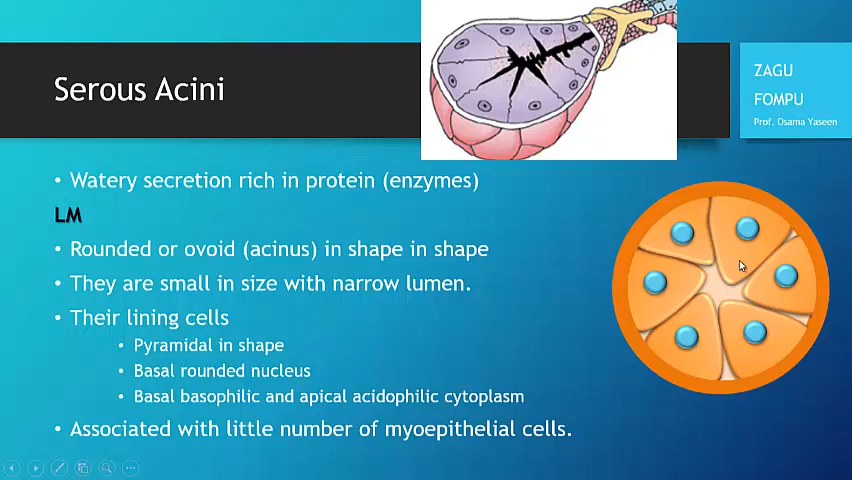 Serous Acini
ZAGU
FOMPU
Prof. Osama Yaseen
• Watery secretion rich in protein (enzymes)
LM
• Rounded or ovoid (acinus) in shape in shape
• They are small in size with narrow lumen.
• Their lining cells
• Pyramidal in shape
• Basal rounded nucleus
• Basal basophilic and apical acidophilic cytoplasm
• Associated with little number of myoepithelial cells.